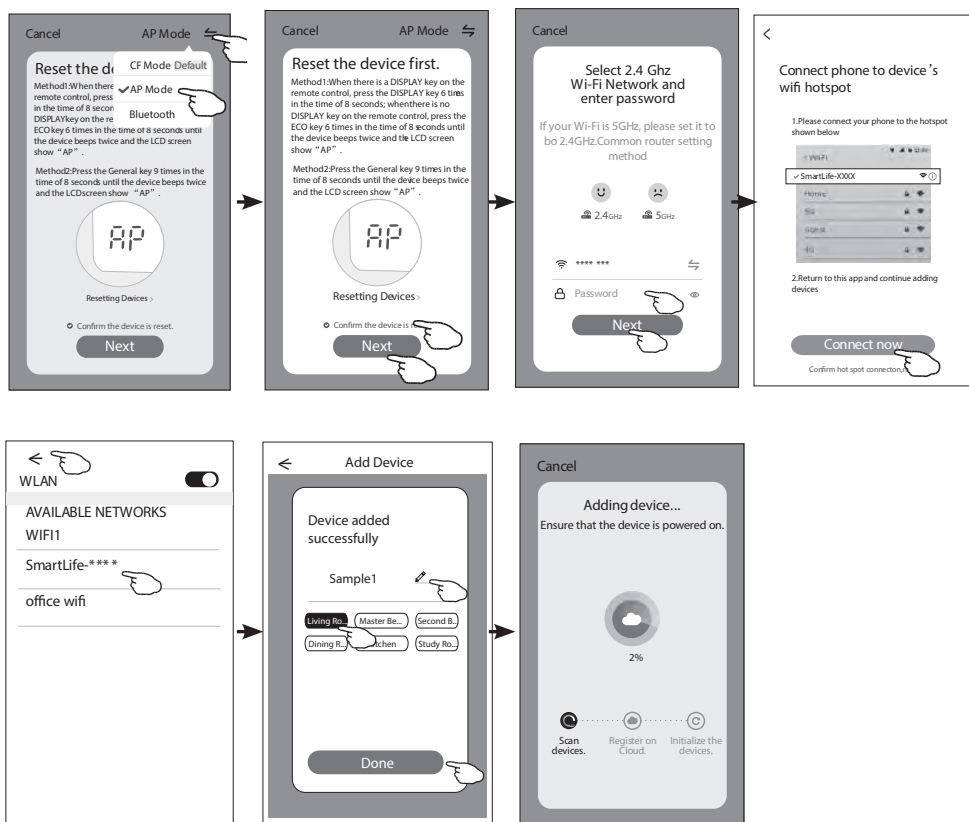 Cancel AP Mode
Reset the de
CF Mode Default
AP Mode
Bluetooth
Method1:When there
remote control, press
in the time of 8 secon
DISPLAYkey on the re
ECO key 6 times in the time of 8 seconds until
the device beeps twice and the LCD screen
show “AP”.
Method2:Press the General key 9 times in the
time of 8 seconds until the device beeps twice
and the LCDscreen show “AP”.
AP
Resetting Devices >
Confirm the device is reset.
Next
Cancel AP Mode
Reset the device first.
Method1:When there is a DISPLAY key on the
remote control, press the DISPLAY key 6 times
in the time of 8 seconds; whenthere is no
DISPLAY key on the remote control, press the
ECO key 6 times in the time of 8 seconds until
the device beeps twice and the LCD screen
show “AP”.
Method2:Press the General key 9 times in the
time of 8 seconds until the device beeps twice
and the LCD screen show “AP”.
AP
Resetting Devices >
Confirm the device is r
Next
Cancel
Select 2.4 Ghz
Wi-Fi Network and
enter password
If your Wi-Fi is 5GHz, please set it to
bo 2.4GHz.Common router setting
method
2.4GHz 5GHz
**** ***
Password
Next
<
Connect phone to device’s
wifi hotspot
1.Please connect your phone to the hotspot
shown below
< WI-FI
SmartLife-XXXX
Home
5G
4G
2.Return to this app and continue adding
devices
Connect now
Confirm hot spot connecton,
WLAN
AVAILABLE NETWORKS
WIFI1
SmartLife-****
office wifi
Add Device
Device added
successfully
Sample1
Living Ro... Master Be... Second B...
Dining R... itchen Study Ro...
Done
Cancel
Adding device...
Ensure that the device is powered on.
2%
Scan
devices.
Register on
Cloud.
Initialize the
devices.